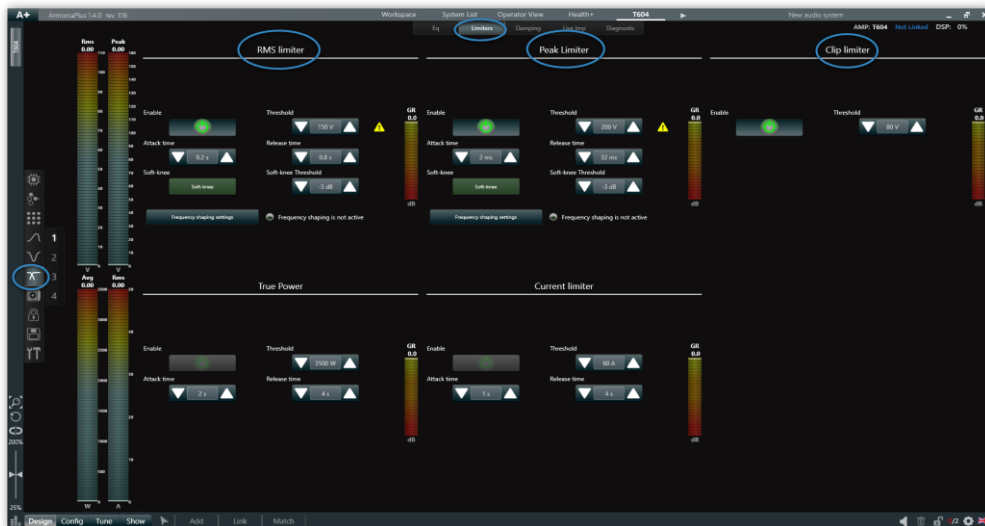 A+ ArmoníaPlus 1.4.0 rev: 316 Workspace System List Operator View Health+ T604 New audio system
Eq Limiters Damping Live Imp Diagnostic AMP: T604 Not Linked DSP: 0%
T604
Rms Peak
0.00 0.00
RMS limiter Peak Limiter Clip limiter
Enable Threshold GR Enable Threshold GR Enable Threshold
0.0 0.0
150 V 200 V 80 V
Attack time Release time Attack time Release time
0.2 s 0.8 s 2 ms 32 ms
Soft-knee Soft-knee Threshold Soft-knee Soft-knee Threshold
Soft-knee -3 dB Soft-knee -3 dB
dB dB
Frequency shaping settings Frequency shaping is not active Frequency shaping settings Frequency shaping is not active
1
2
3
4
V V
Avg Rms
0.00 0.00
True Power Current limiter
Enable Threshold GR Enable Threshold GR
0.0 0.0
3500 W 80 A
Attack time Release time Attack time Release time
2 s 4 s 1 s 4 s
dB dB
200%
25%
W A
Design Config Tune Show Add Link Match /2